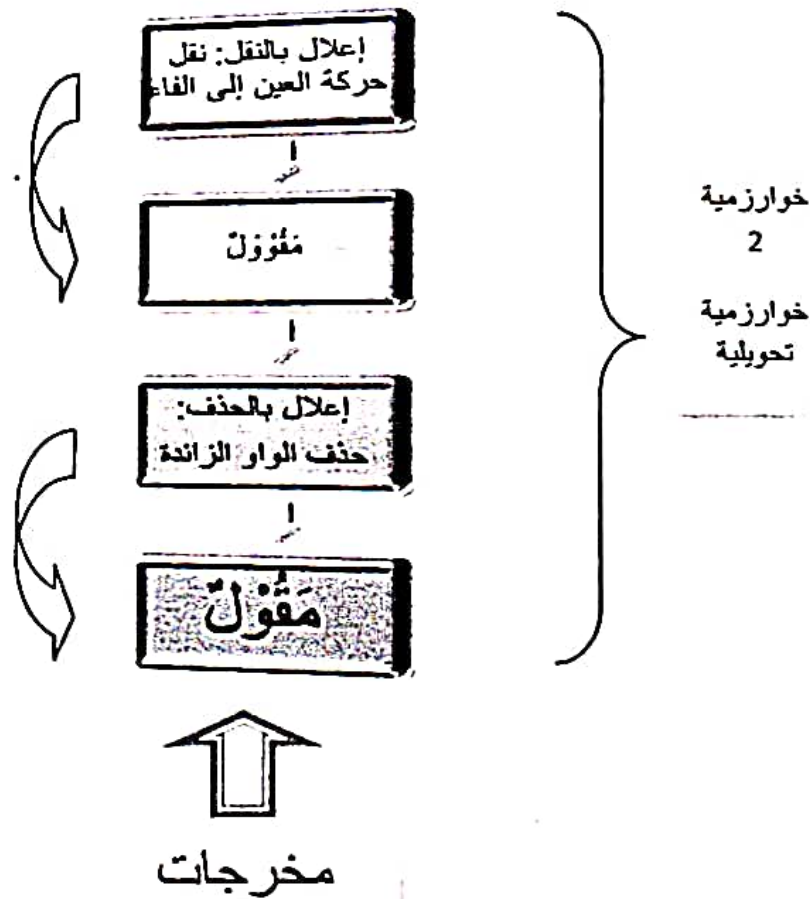 إعلال بالنقل: نقل
حركة العين إلى الفاء
مَقُوْوْلٌ
إعلال بالحذف:
حذف الواو الزائدة
مَقُوْلٌ
مخرجات
خوارزمية
2
خوارزمية
تحويلية